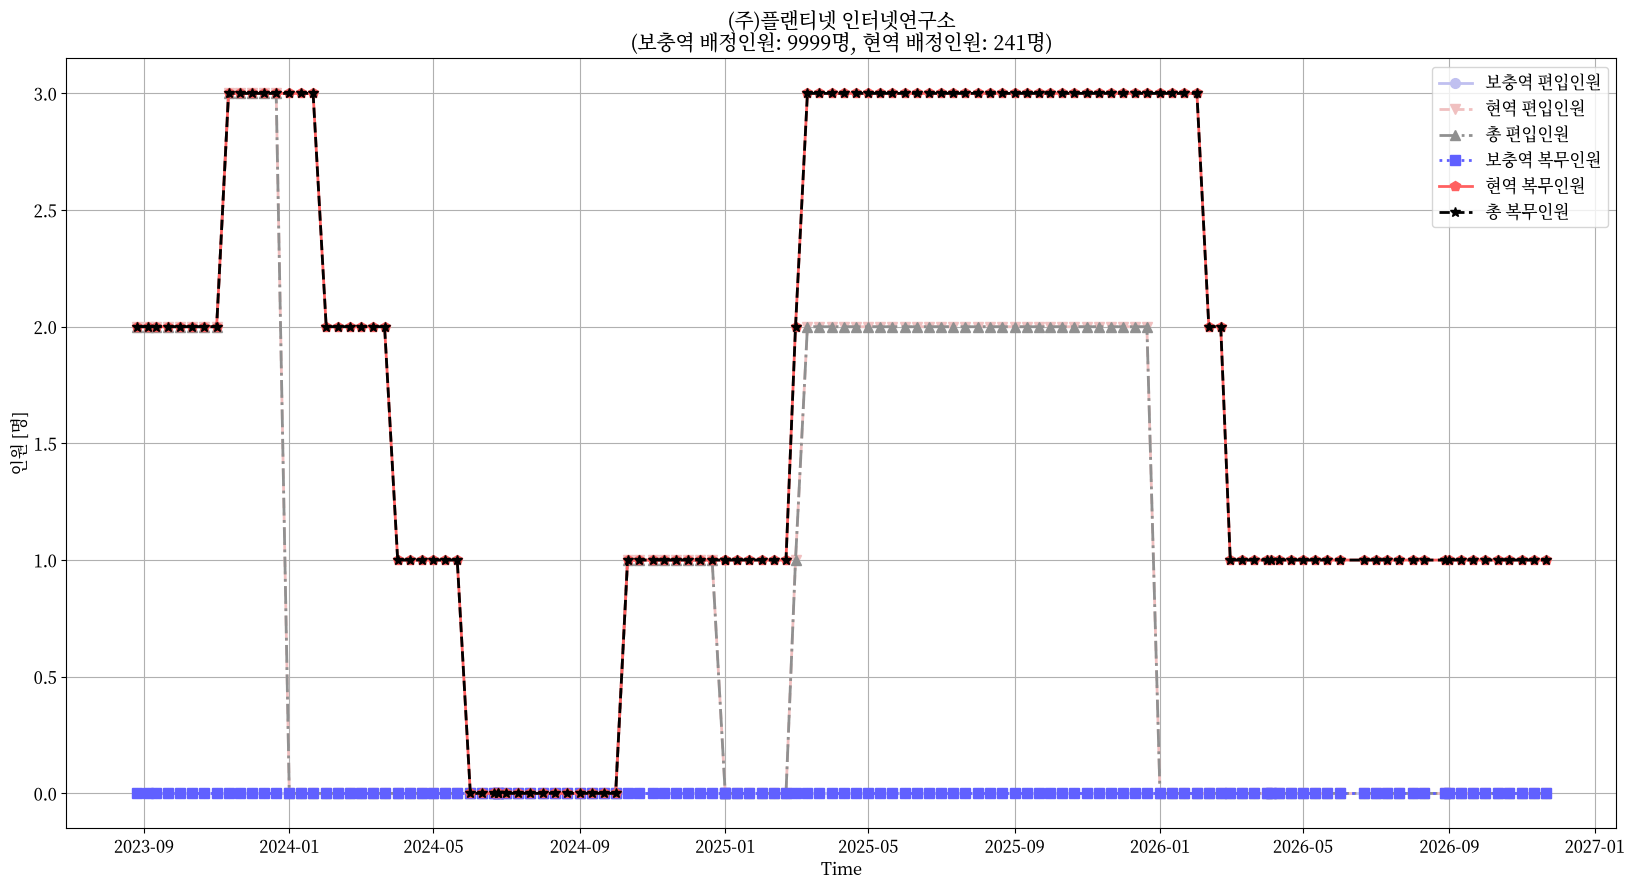 (주)플랜티넷 인터넷연구소
(보충역 배정인원: 9999명, 현역 배정인원: 241명)
보충역 편입인원
현역 편입인원
총 편입인원
보충역 복무인원
현역 복무인원
총 복무인원
인원 [명]
3.0
2.5
2.0
1.5
1.0
0.5
0.0
2023-09
2024-01
2024-05
2024-09
2025-01
2025-05
2025-09
2026-01
2026-05
2026-09
2027-01
Time